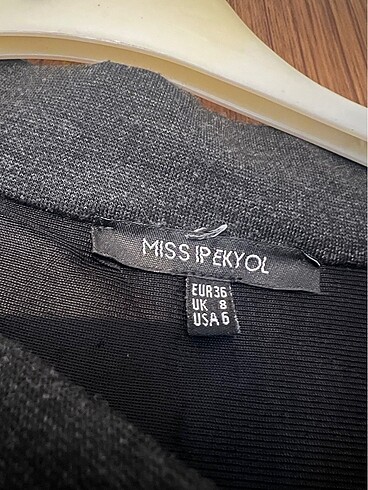 MISS IPEKYOL
EUR36
UK 8
USA 6